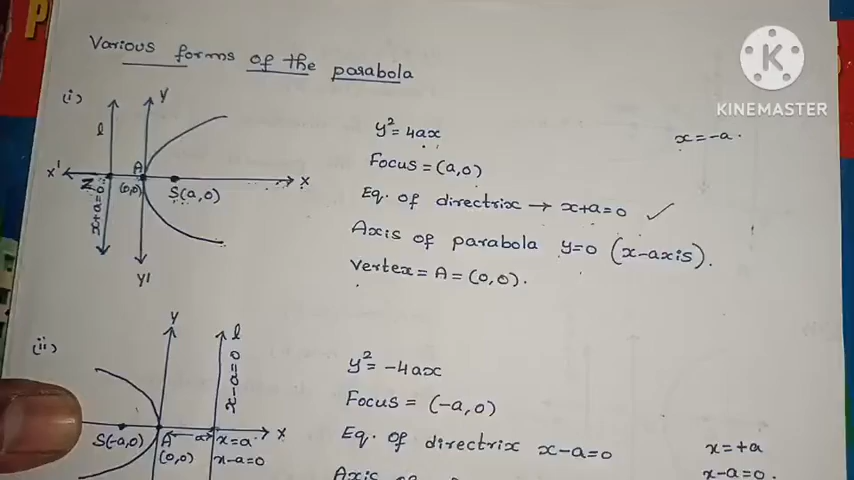 Various forms of the parabola
(i)
y
l
x'
A
x
Z
(0,0)
S(a,0)
x+a=0
y'
y² = 4ax
x = -a.
Focus = (a,0)
Eq. of directrix → x+a=0 ✓
Axis of parabola y=0 (x-axis).
Vertex = A = (0,0).
(ii)
y
l
x-a=0
S(-a,0)
A
a
x=a
x
(0,0)
x-a=0
y² = -4ax
Focus = (-a,0)
Eq. of directrix x-a=0
x=+a
x-a=0.
Axis of
K
KINEMASTER